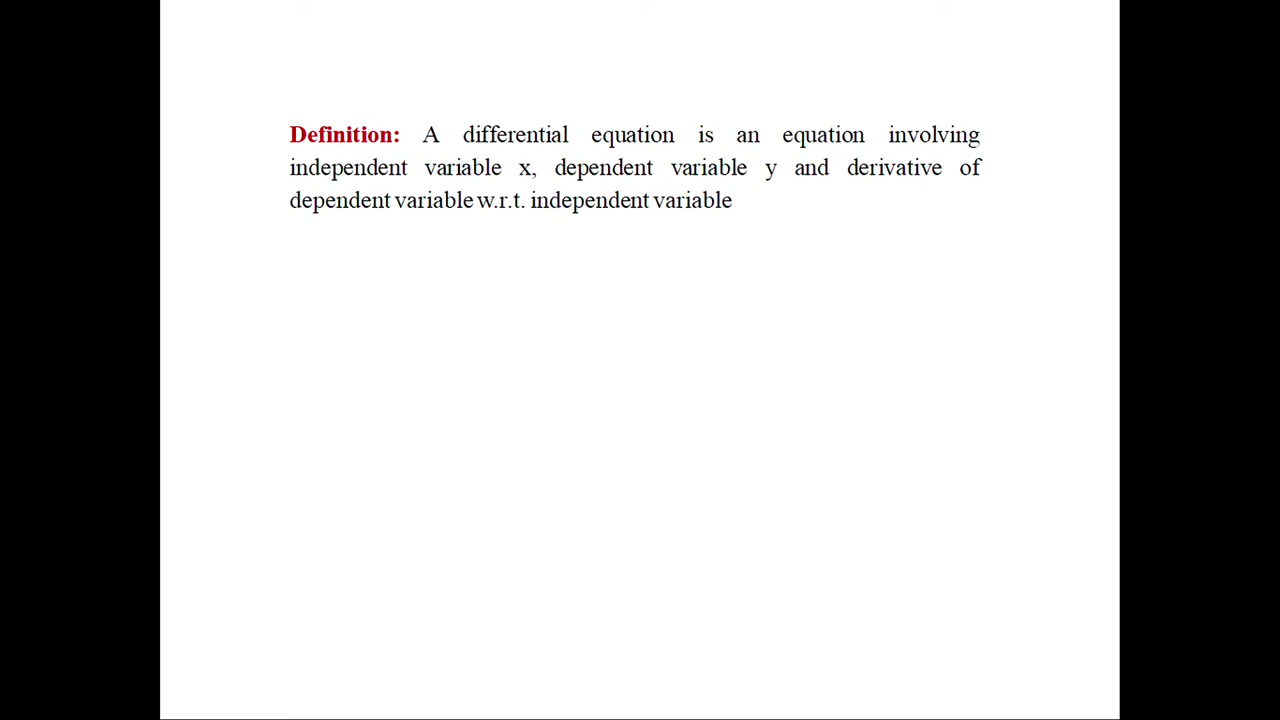 Definition: A differential equation is an equation involving
independent variable x, dependent variable y and derivative of
dependent variable w.r.t. independent variable